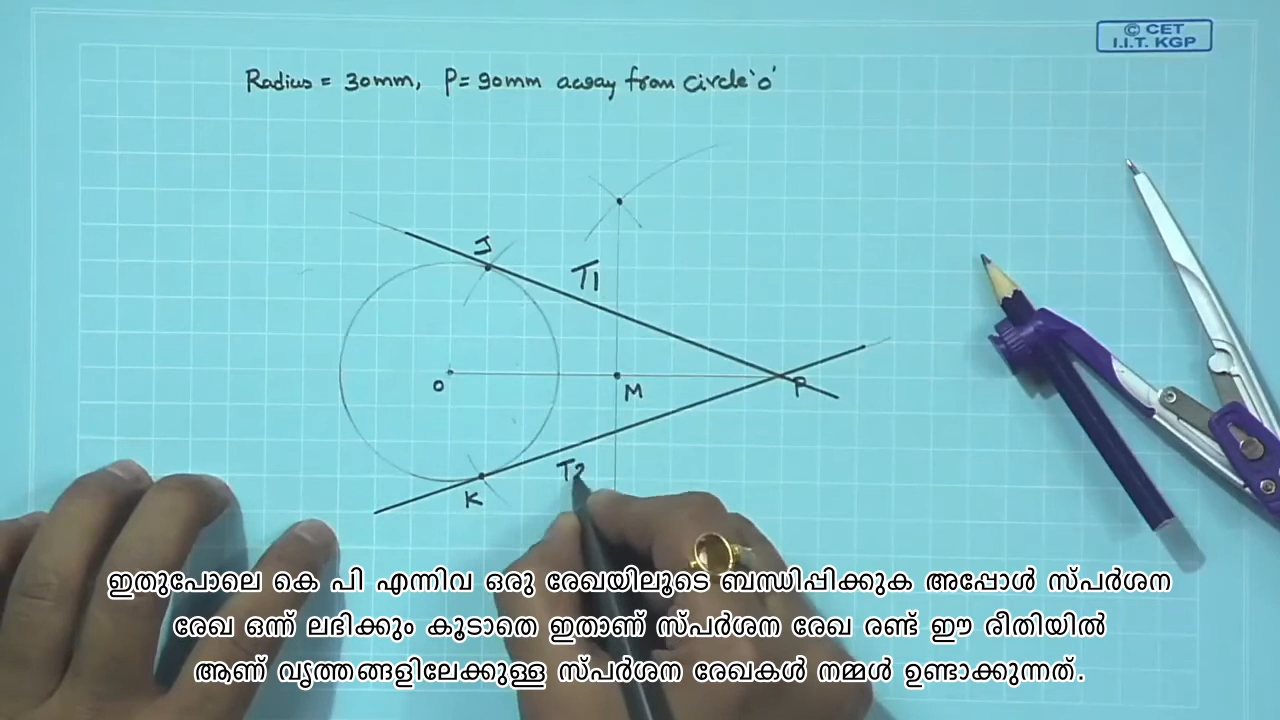 © CET
I.I.T. KGP
Radius = 30mm, P = 90mm away from circle 'o'
J
T1
O
M
P
T2
K
ഇതുപോലെ കെ പി എന്നിവ ഒരു രേഖയിലൂടെ ബന്ധിപ്പിക്കുക അപ്പോൾ സ്പർശന
രേഖ ഒന്ന് ലഭിക്കും കൂടാതെ ഇതാണ് സ്പർശന രേഖ രണ്ട് ഈ രീതിയിൽ
ആണ് വൃത്തങ്ങളിലേക്കുള്ള സ്പർശന രേഖകൾ നമ്മൾ ഉണ്ടാക്കുന്നത്.